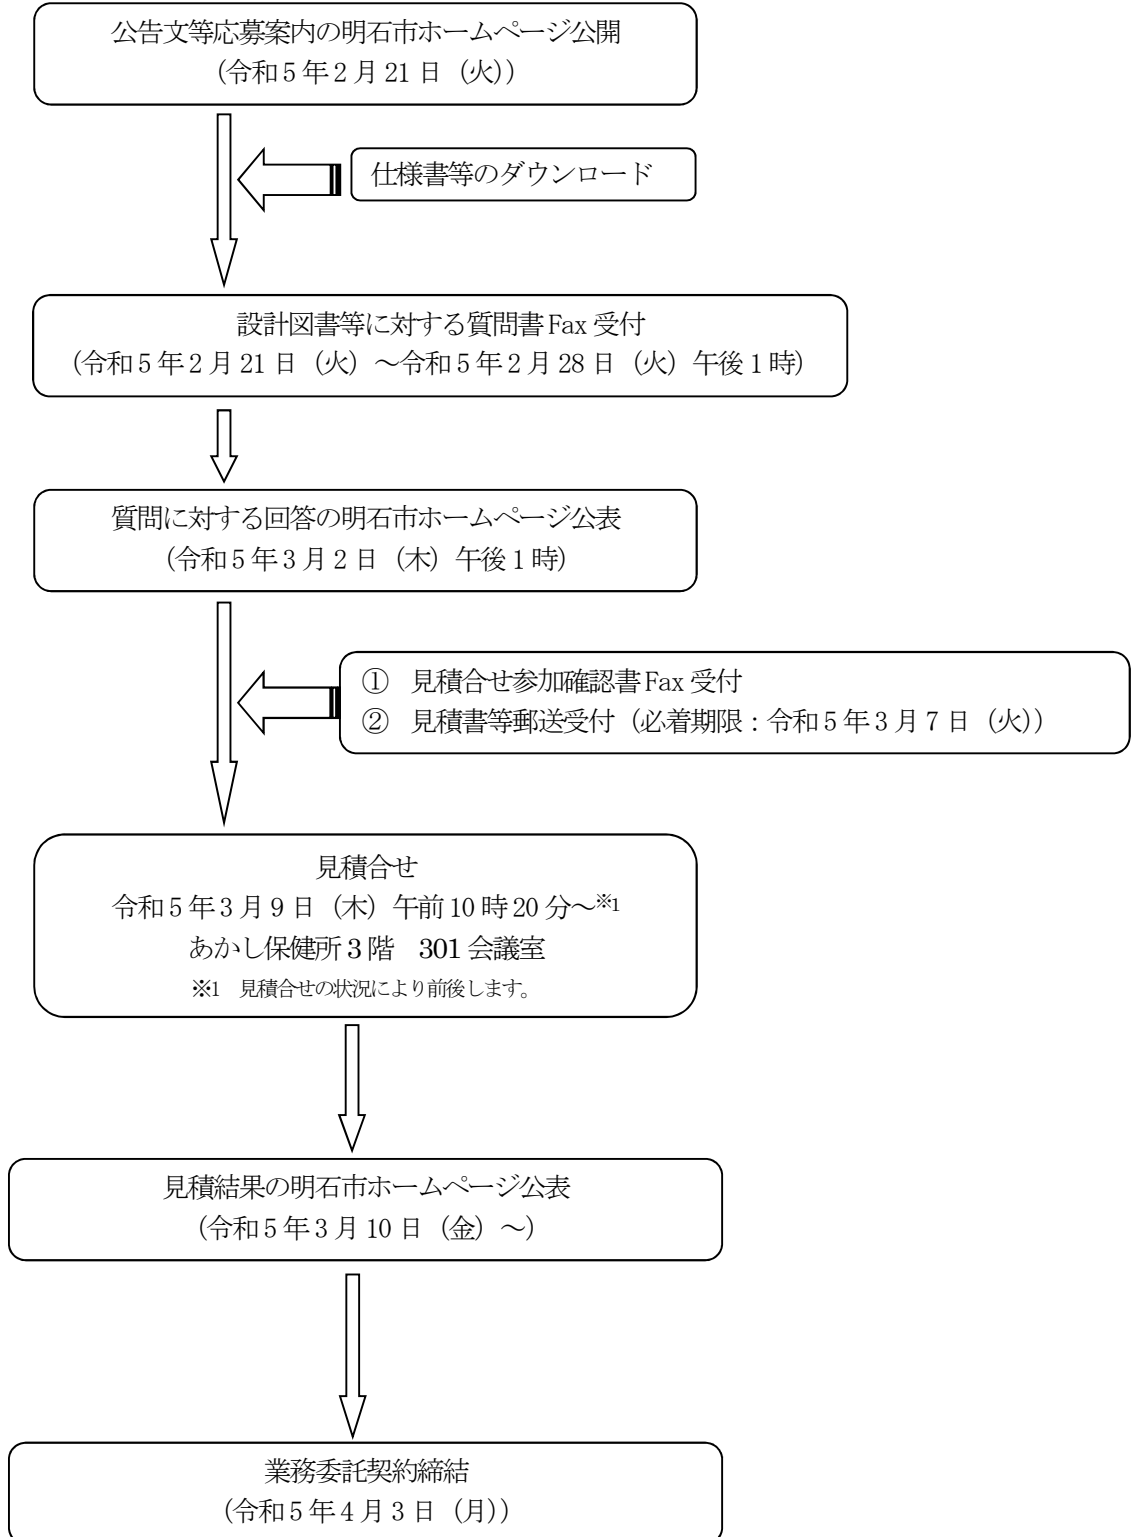 公告文等応募案内の明石市ホームページ公開
（令和５年２月21日（火））
仕様書等のダウンロード
設計図書等に対する質問書Fax受付
（令和５年２月21日（火）～令和５年２月28日（火）午後１時）
質問に対する回答の明石市ホームページ公表
（令和５年３月２日（木）午後１時）
①　見積合せ参加確認書Fax受付
②　見積書等郵送受付（必着期限：令和５年３月７日（火））
見積合せ
令和５年３月９日（木）午前10時20分～※1
あかし保健所３階　301会議室
※1　見積合せの状況により前後します。
見積結果の明石市ホームページ公表
（令和５年３月10日（金）～）
業務委託契約締結
（令和５年４月３日（月））